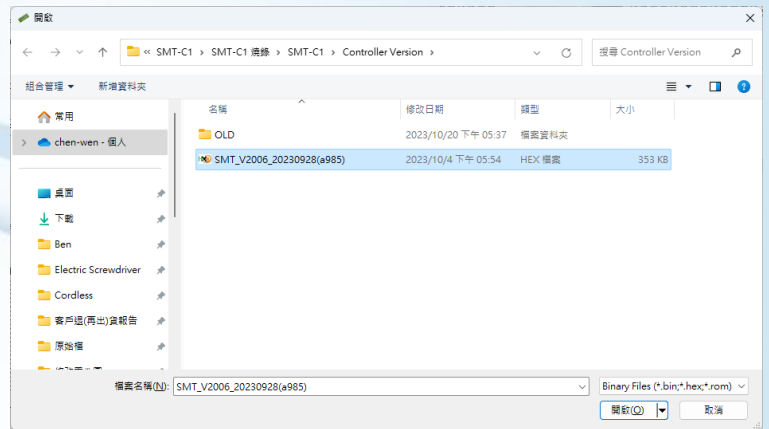 開啟
« SMT-C1 › SMT-C1 燒錄 › SMT-C1 › Controller Version ›
搜尋 Controller Version
組合管理 新增資料夾
名稱 修改日期 類型 大小
常用
OLD 2023/10/20 下午 05:37 檔案資料夾
chen-wen - 個人
SMT_V2006_20230928(a985) 2023/10/4 下午 05:54 HEX 檔案 353 KB
桌面
下載
Ben
Electric Screwdriver
Cordless
客戶退(再出)貨報告
原始檔
檔案名稱(N): SMT_V2006_20230928(a985) Binary Files (*.bin;*.hex;*.rom)
開啟(O) 取消